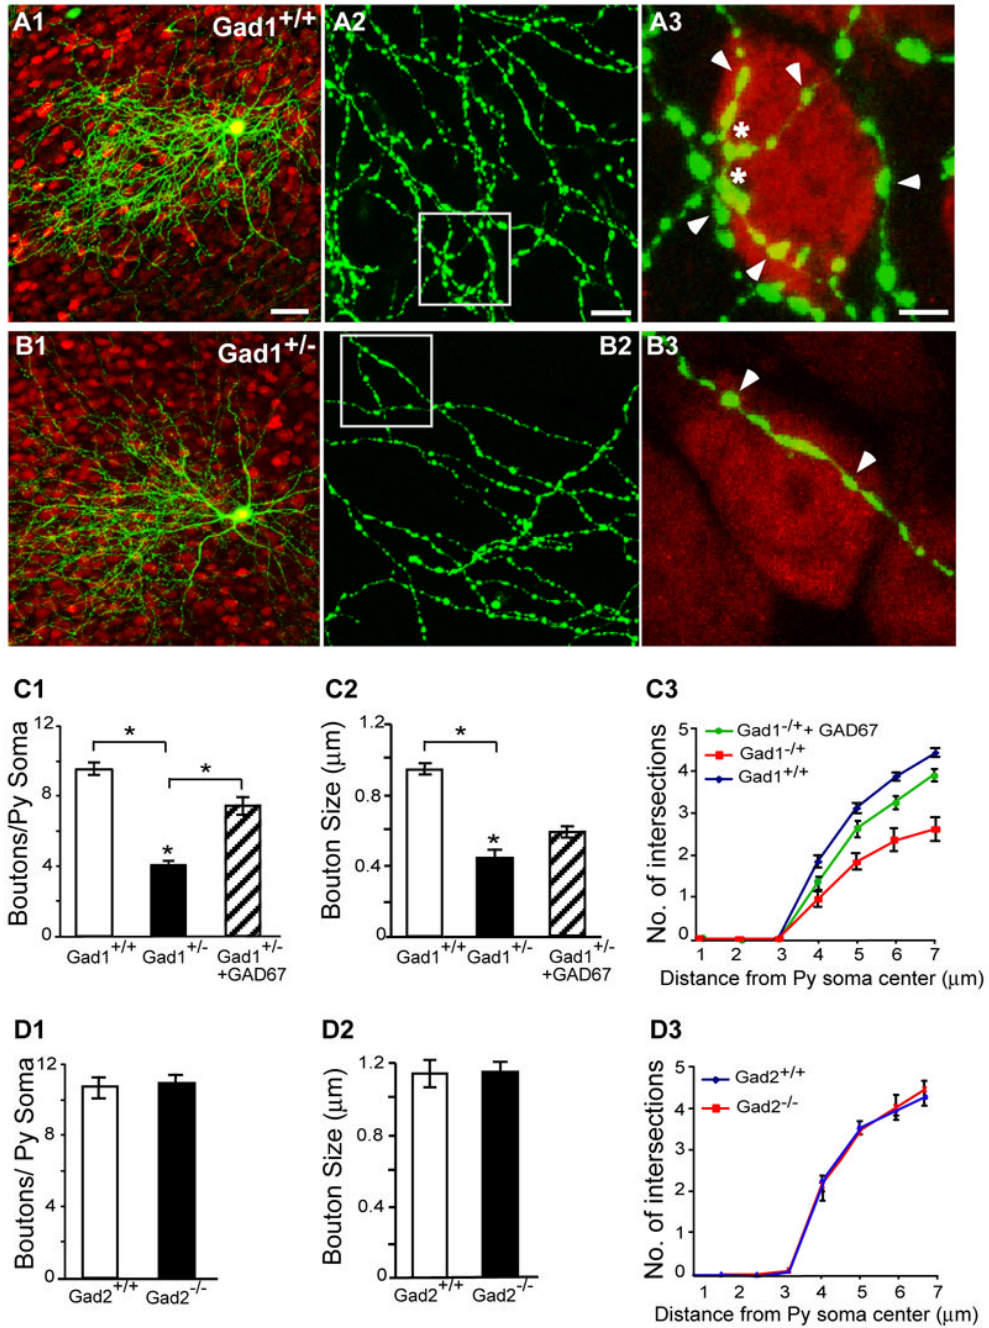 A1 Gad1+/+ A2 A3
B1 Gad1+/- B2 B3
C1
Boutons/Py Soma
12
8
4
0
*
*
*
Gad1+/+ Gad1+/- Gad1+/-
+GAD67
C2
Bouton Size (μm)
1.2
0.8
0.4
0
*
*
Gad1+/+ Gad1+/- Gad1+/-
+GAD67
C3
No. of intersections
5
4
3
2
1
0
Gad1-/+ + GAD67
Gad1-/+
Gad1+/+
1 2 3 4 5 6 7
Distance from Py soma center (μm)
D1
Boutons/ Py Soma
12
8
4
0
Gad2+/+ Gad2-/-
D2
Bouton Size (μm)
1.2
0.8
0.4
0
Gad2+/+ Gad2-/-
D3
No. of intersections
5
4
3
2
1
0
Gad2+/+
Gad2-/-
1 2 3 4 5 6 7
Distance from Py soma center (μm)